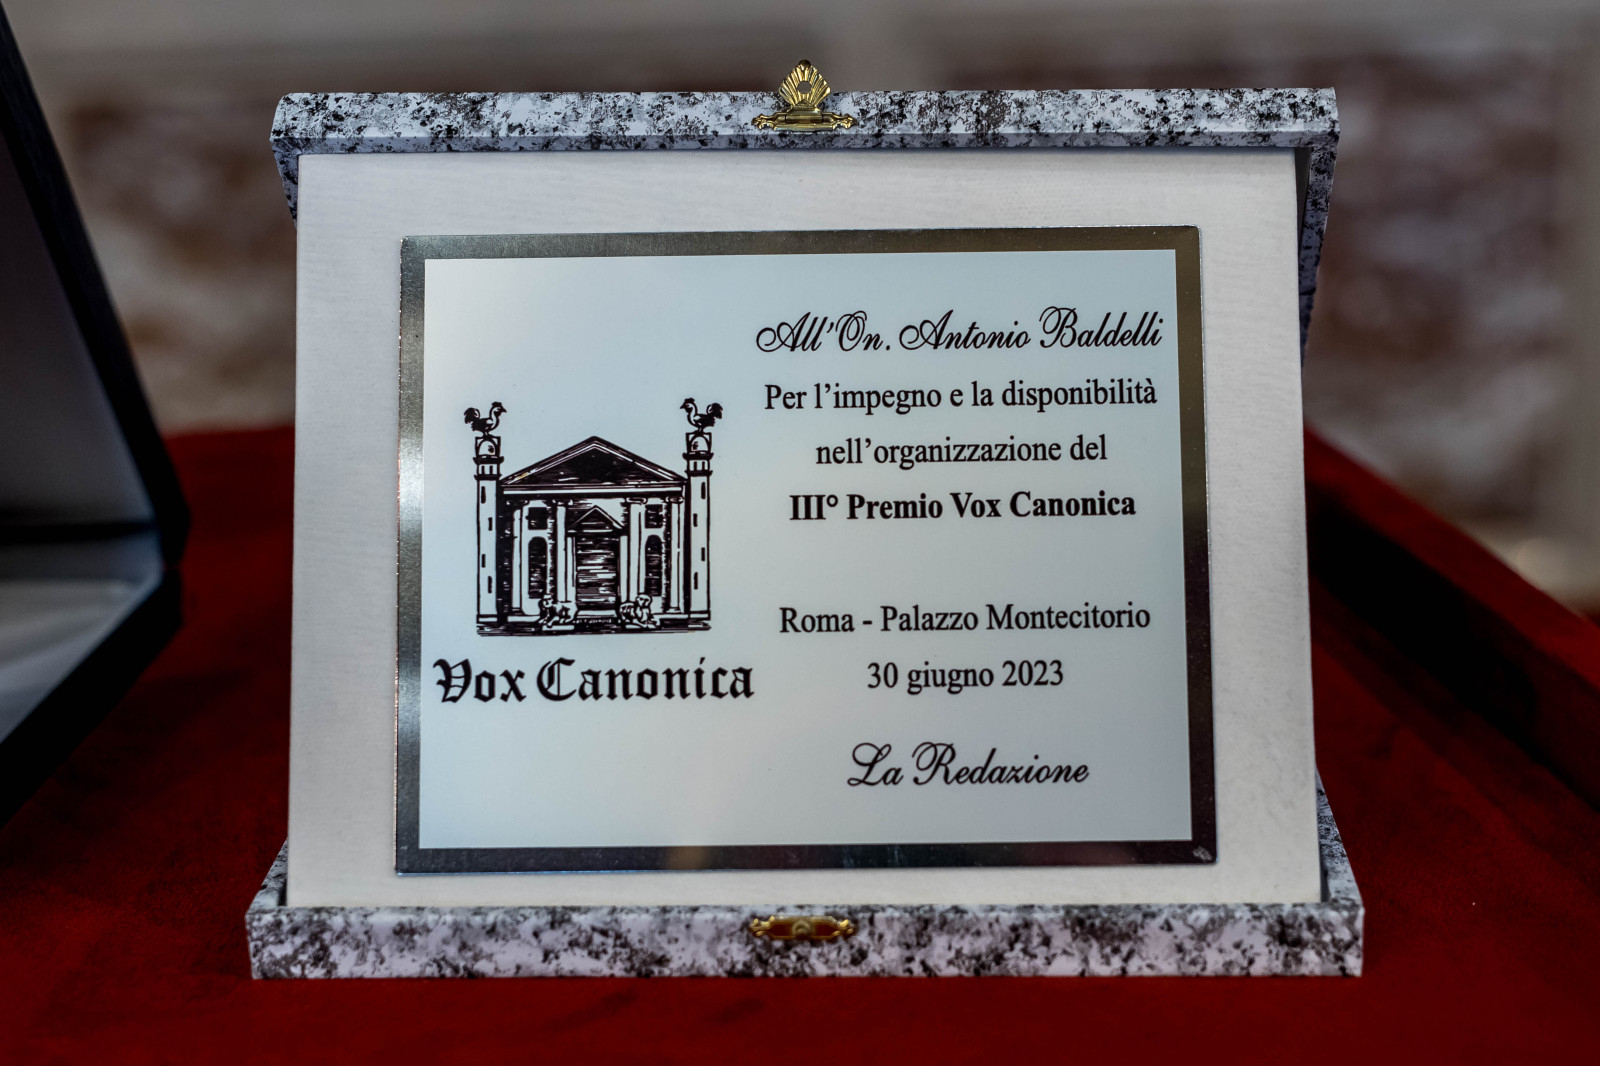 All'On. Antonio Baldelli
Per l'impegno e la disponibilità
nell'organizzazione del
III° Premio Vox Canonica
Roma - Palazzo Montecitorio
30 giugno 2023
La Redazione
Vox Canonica